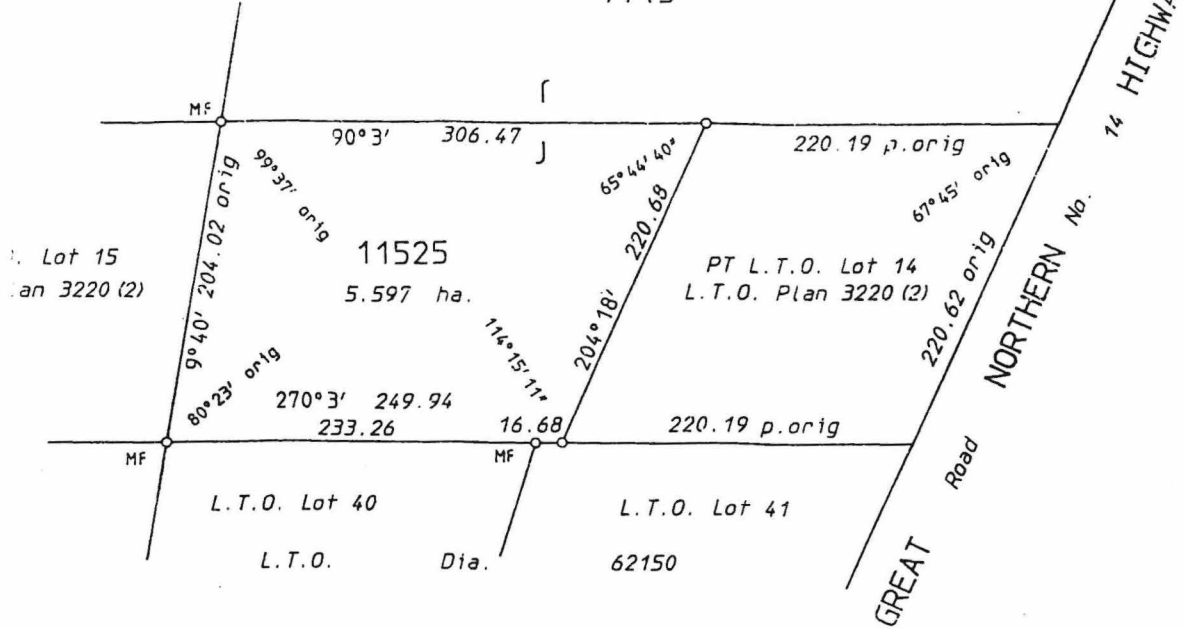 MF
90°3' 306.47
220.19 p.orig
14 HIGHWA
99°37' orig
65°44'40"
67°45' orig
9°40' 204.02 orig
220.68
204°18'
Lot 15
an 3220 (2)
11525
5.597 ha.
PT L.T.O. Lot 14
L.T.O. Plan 3220 (2)
220.62 orig
NORTHERN No.
114°15'11"
80°23' orig
270°3' 249.94
233.26 16.68
220.19 p.orig
MF
MF
L.T.O. Lot 40
L.T.O. Lot 41
L.T.O. Dia. 62150
Road
GREAT